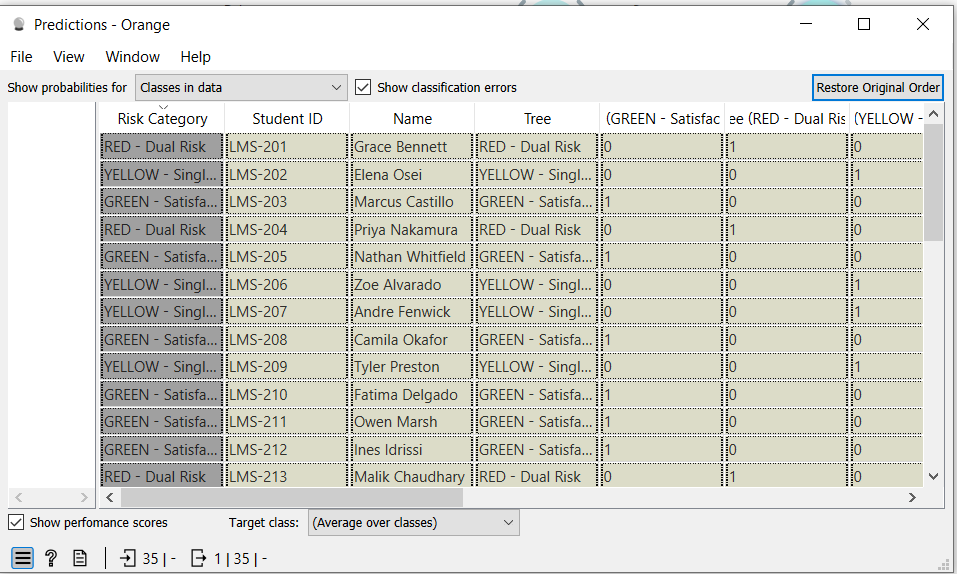 Predictions - Orange
File View Window Help
Show probabilities for Classes in data Show classification errors Restore Original Order
Risk Category Student ID Name Tree (GREEN - Satisfac ee (RED - Dual Ris (YELLOW -
RED - Dual Risk LMS-201 Grace Bennett RED - Dual Risk 0 1 0
YELLOW - Singl... LMS-202 Elena Osei YELLOW - Singl... 0 0 1
GREEN - Satisfa... LMS-203 Marcus Castillo GREEN - Satisfa... 1 0 0
RED - Dual Risk LMS-204 Priya Nakamura RED - Dual Risk 0 1 0
GREEN - Satisfa... LMS-205 Nathan Whitfield GREEN - Satisfa... 1 0 0
YELLOW - Singl... LMS-206 Zoe Alvarado YELLOW - Singl... 0 0 1
YELLOW - Singl... LMS-207 Andre Fenwick YELLOW - Singl... 0 0 1
GREEN - Satisfa... LMS-208 Camila Okafor GREEN - Satisfa... 1 0 0
YELLOW - Singl... LMS-209 Tyler Preston YELLOW - Singl... 0 0 1
GREEN - Satisfa... LMS-210 Fatima Delgado GREEN - Satisfa... 1 0 0
GREEN - Satisfa... LMS-211 Owen Marsh GREEN - Satisfa... 1 0 0
GREEN - Satisfa... LMS-212 Ines Idrissi GREEN - Satisfa... 1 0 0
RED - Dual Risk LMS-213 Malik Chaudhary RED - Dual Risk 0 1 0
Show perfomance scores Target class: (Average over classes)
? 35 | - 1 | 35 | -